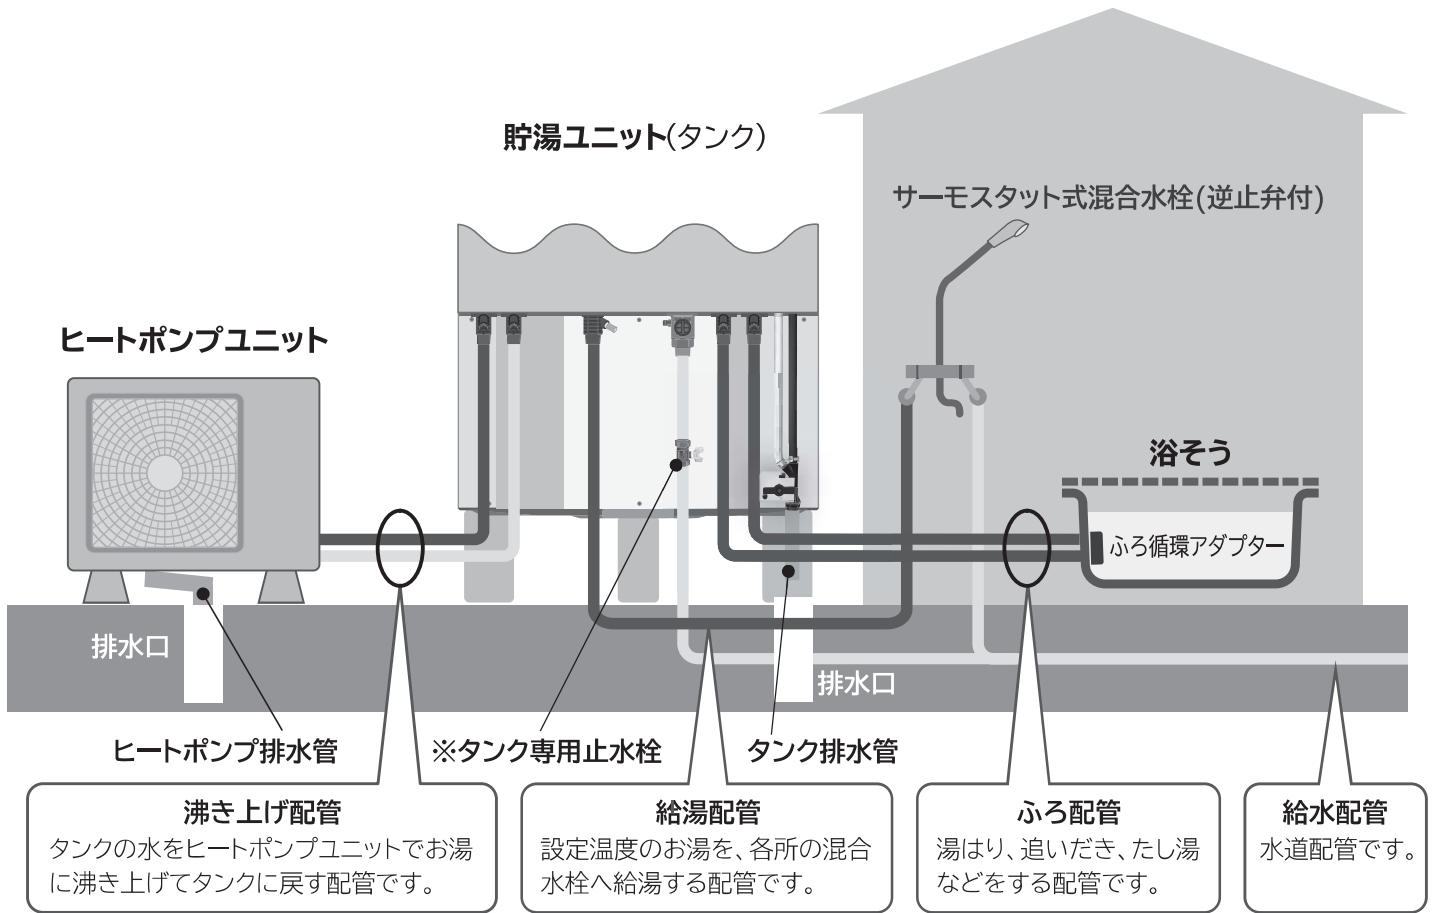 貯湯ユニット(タンク)
サーモスタット式混合水栓(逆止弁付)
ヒートポンプユニット
浴そう
ふろ循環アダプター
排水口
排水口
ヒートポンプ排水管
※タンク専用止水栓
タンク排水管
沸き上げ配管
タンクの水をヒートポンプユニットでお湯
に沸き上げてタンクに戻す配管です。
給湯配管
設定温度のお湯を、各所の混合
水栓へ給湯する配管です。
ふろ配管
湯はり、追いだき、たし湯
などをする配管です。
給水配管
水道配管です。